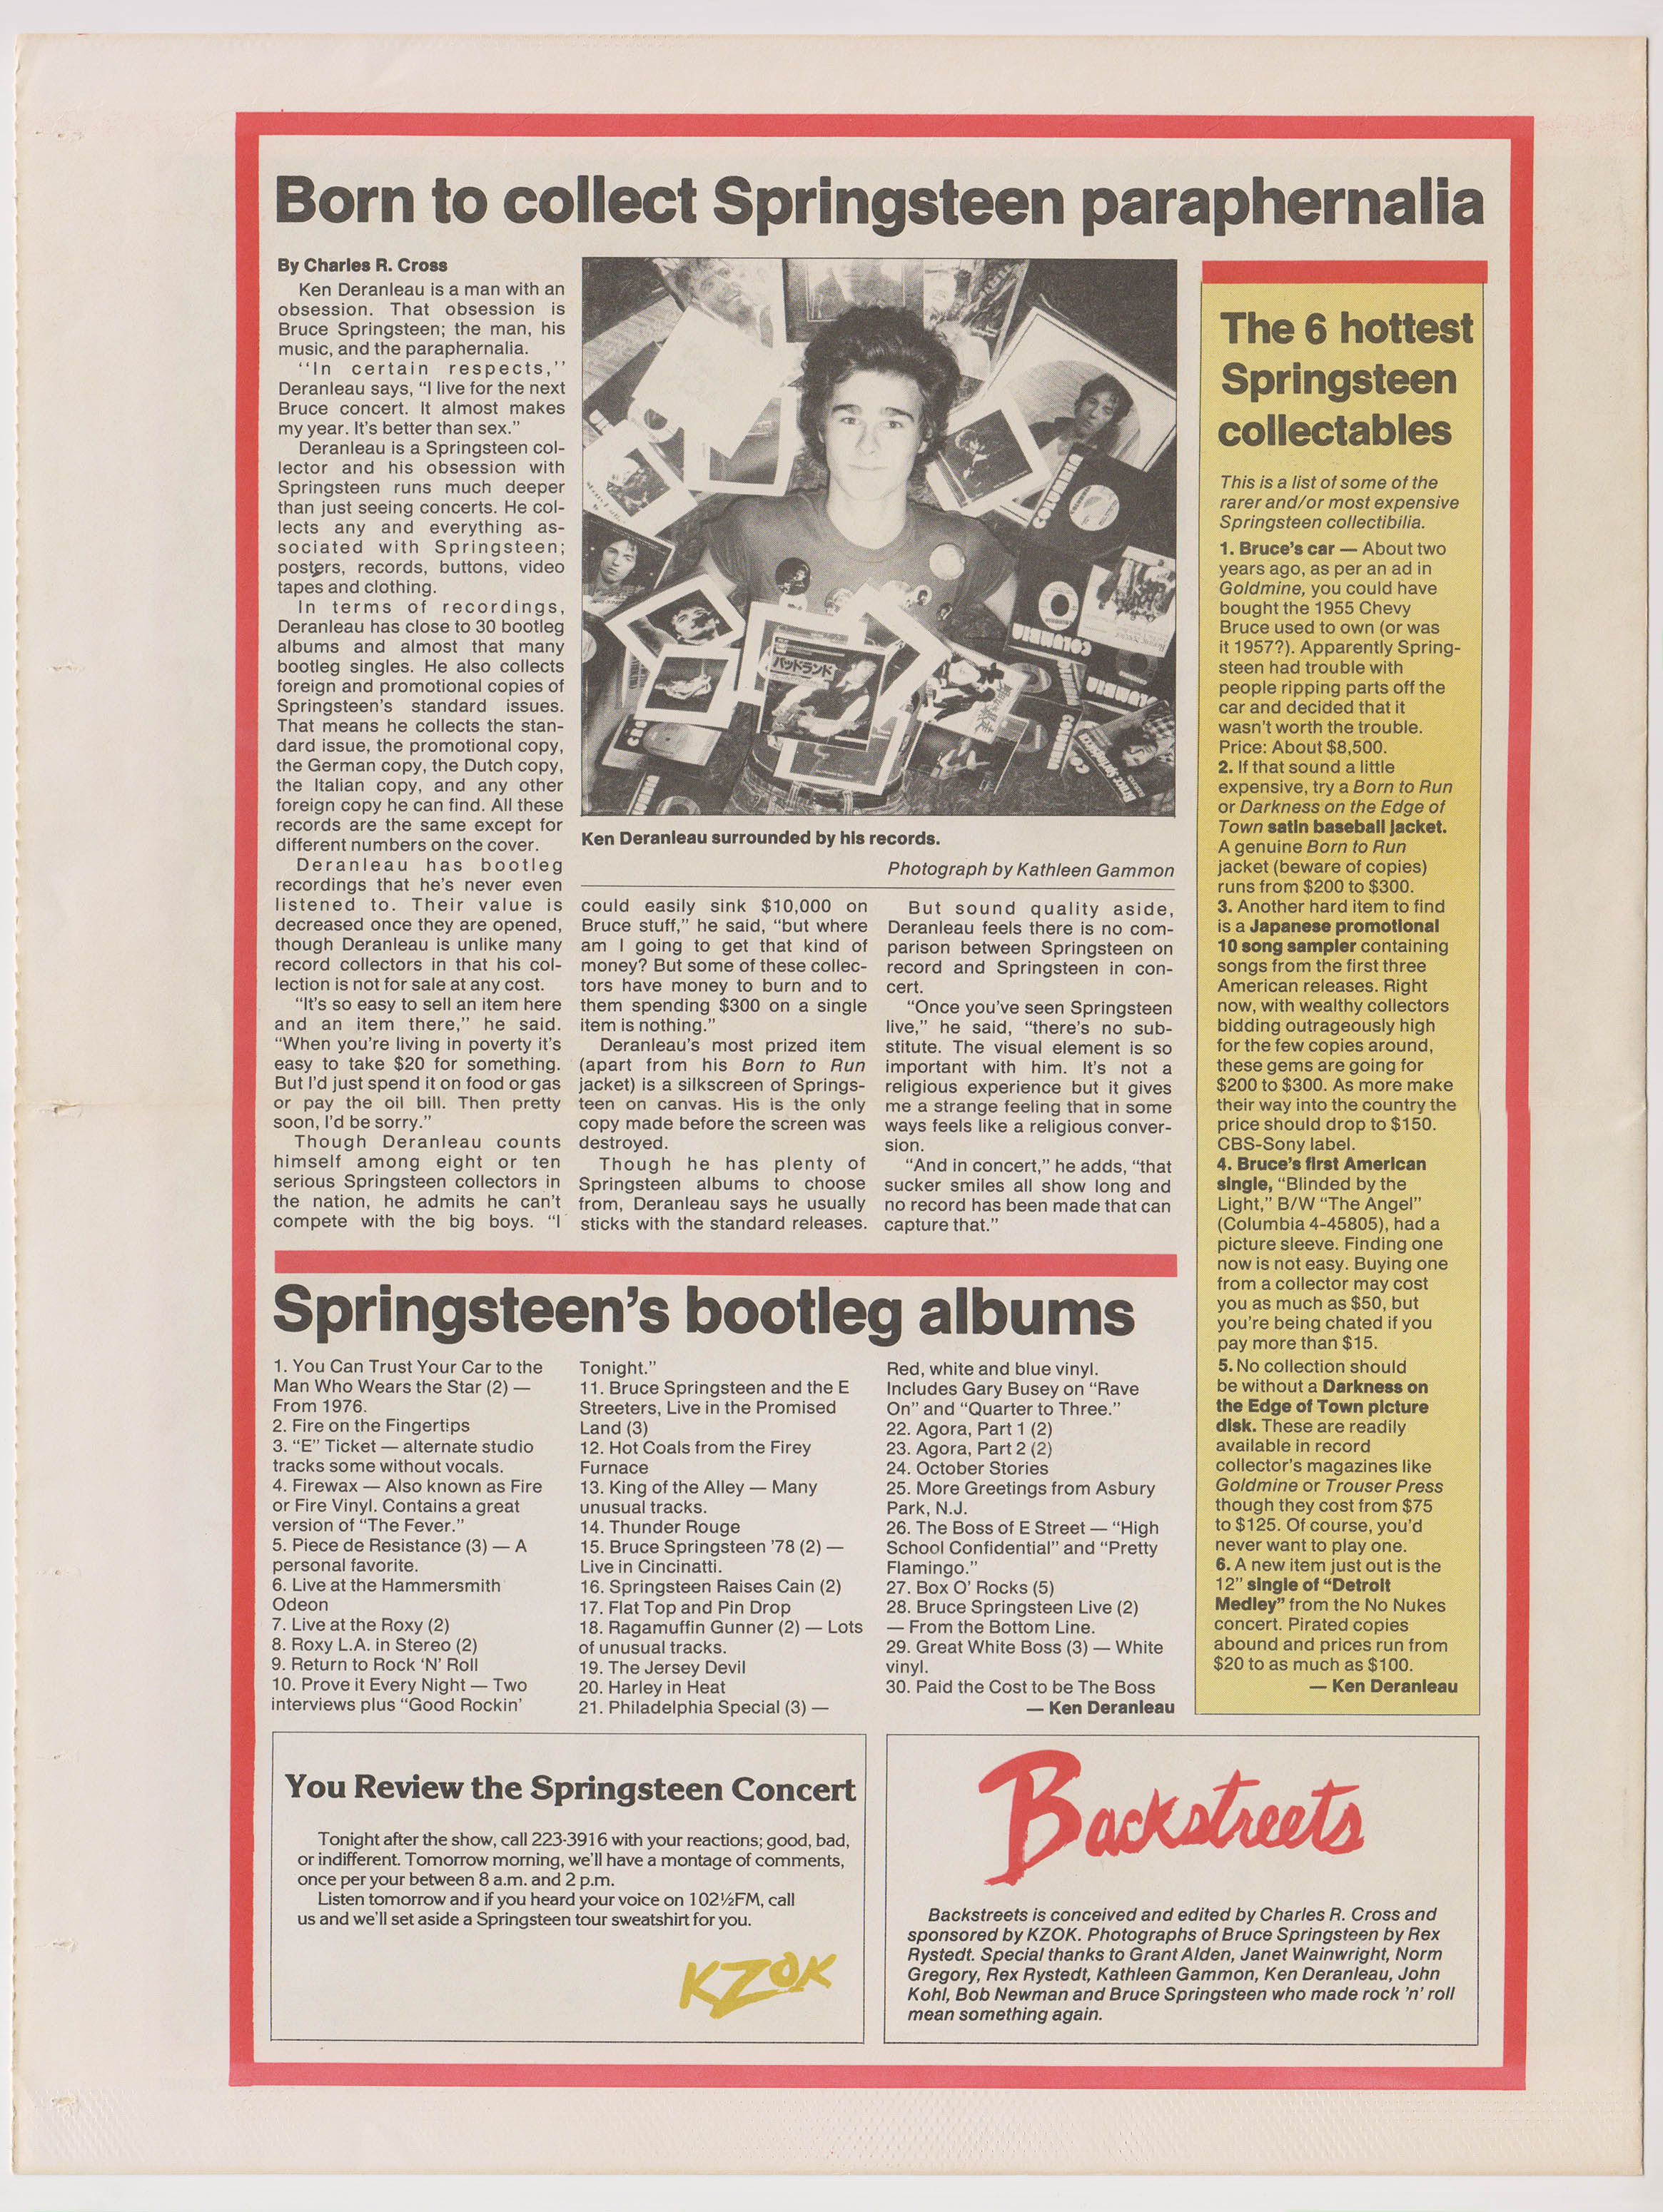 Born to collect Springsteen paraphernalia
By Charles R. Cross
Ken Deranleau is a man with an
obsession. That obsession is
Bruce Springsteen; the man, his
music, and the paraphernalia.
''In certain respects,''
Deranleau says, "I live for the next
Bruce concert. It almost makes
my year. It's better than sex."
Deranleau is a Springsteen col-
lector and his obsession with
Springsteen runs much deeper
than just seeing concerts. He col-
lects any and everything as-
sociated with Springsteen;
posters, records, buttons, video
tapes and clothing.
In terms of recordings,
Deranleau has close to 30 bootleg
albums and almost that many
bootleg singles. He also collects
foreign and promotional copies of
Springsteen's standard issues.
That means he collects the stan-
dard issue, the promotional copy,
the German copy, the Dutch copy,
the Italian copy, and any other
foreign copy he can find. All these
records are the same except for
different numbers on the cover.
Deranleau has bootleg
recordings that he's never even
listened to. Their value is
decreased once they are opened,
though Deranleau is unlike many
record collectors in that his col-
lection is not for sale at any cost.
"It's so easy to sell an item here
and an item there," he said.
"When you're living in poverty it's
easy to take $20 for something.
But I'd just spend it on food or gas
or pay the oil bill. Then pretty
soon, I'd be sorry."
Though Deranleau counts
himself among eight or ten
serious Springsteen collectors in
the nation, he admits he can't
compete with the big boys. "I
COLUMBIA
COLUMBIA
COLUMBIA
バッドランド
Bruce Springsteen
Ken Deranleau surrounded by his records.
Photograph by Kathleen Gammon
could easily sink $10,000 on
Bruce stuff," he said, "but where
am I going to get that kind of
money? But some of these collec-
tors have money to burn and to
them spending $300 on a single
item is nothing."
Deranleau's most prized item
(apart from his Born to Run
jacket) is a silkscreen of Springs-
teen on canvas. His is the only
copy made before the screen was
destroyed.
Though he has plenty of
Springsteen albums to choose
from, Deranleau says he usually
sticks with the standard releases.
But sound quality aside,
Deranleau feels there is no com-
parison between Springsteen on
record and Springsteen in con-
cert.
"Once you've seen Springsteen
live," he said, "there's no sub-
stitute. The visual element is so
important with him. It's not a
religious experience but it gives
me a strange feeling that in some
ways feels like a religious conver-
sion.
"And in concert," he adds, "that
sucker smiles all show long and
no record has been made that can
capture that."
The 6 hottest
Springsteen
collectables
This is a list of some of the
rarer and/or most expensive
Springsteen collectibilia.
1. Bruce's car — About two
years ago, as per an ad in
Goldmine, you could have
bought the 1955 Chevy
Bruce used to own (or was
it 1957?). Apparently Spring-
steen had trouble with
people ripping parts off the
car and decided that it
wasn't worth the trouble.
Price: About $8,500.
2. If that sound a little
expensive, try a Born to Run
or Darkness on the Edge of
Town satin baseball jacket.
A genuine Born to Run
jacket (beware of copies)
runs from $200 to $300.
3. Another hard item to find
is a Japanese promotional
10 song sampler containing
songs from the first three
American releases. Right
now, with wealthy collectors
bidding outrageously high
for the few copies around,
these gems are going for
$200 to $300. As more make
their way into the country the
price should drop to $150.
CBS-Sony label.
4. Bruce's first American
single, "Blinded by the
Light," B/W "The Angel"
(Columbia 4-45805), had a
picture sleeve. Finding one
now is not easy. Buying one
from a collector may cost
you as much as $50, but
you're being chated if you
pay more than $15.
5. No collection should
be without a Darkness on
the Edge of Town picture
disk. These are readily
available in record
collector's magazines like
Goldmine or Trouser Press
though they cost from $75
to $125. Of course, you'd
never want to play one.
6. A new item just out is the
12" single of "Detroit
Medley" from the No Nukes
concert. Pirated copies
abound and prices run from
$20 to as much as $100.
— Ken Deranleau
Springsteen's bootleg albums
1. You Can Trust Your Car to the
Man Who Wears the Star (2) —
From 1976.
2. Fire on the Fingertips
3. "E" Ticket — alternate studio
tracks some without vocals.
4. Firewax — Also known as Fire
or Fire Vinyl. Contains a great
version of "The Fever."
5. Piece de Resistance (3) — A
personal favorite.
6. Live at the Hammersmith
Odeon
7. Live at the Roxy (2)
8. Roxy L.A. in Stereo (2)
9. Return to Rock 'N' Roll
10. Prove it Every Night — Two
interviews plus "Good Rockin'
Tonight."
11. Bruce Springsteen and the E
Streeters, Live in the Promised
Land (3)
12. Hot Coals from the Firey
Furnace
13. King of the Alley — Many
unusual tracks.
14. Thunder Rouge
15. Bruce Springsteen '78 (2) —
Live in Cincinatti.
16. Springsteen Raises Cain (2)
17. Flat Top and Pin Drop
18. Ragamuffin Gunner (2) — Lots
of unusual tracks.
19. The Jersey Devil
20. Harley in Heat
21. Philadelphia Special (3) —
Red, white and blue vinyl.
Includes Gary Busey on "Rave
On" and "Quarter to Three."
22. Agora, Part 1 (2)
23. Agora, Part 2 (2)
24. October Stories
25. More Greetings from Asbury
Park, N.J.
26. The Boss of E Street — "High
School Confidential" and "Pretty
Flamingo."
27. Box O' Rocks (5)
28. Bruce Springsteen Live (2)
— From the Bottom Line.
29. Great White Boss (3) — White
vinyl.
30. Paid the Cost to be The Boss
— Ken Deranleau
You Review the Springsteen Concert
Tonight after the show, call 223-3916 with your reactions; good, bad,
or indifferent. Tomorrow morning, we'll have a montage of comments,
once per your between 8 a.m. and 2 p.m.
Listen tomorrow and if you heard your voice on 102½FM, call
us and we'll set aside a Springsteen tour sweatshirt for you.
KZOK
Backstreets
Backstreets is conceived and edited by Charles R. Cross and
sponsored by KZOK. Photographs of Bruce Springsteen by Rex
Rystedt. Special thanks to Grant Alden, Janet Wainwright, Norm
Gregory, Rex Rystedt, Kathleen Gammon, Ken Deranleau, John
Kohl, Bob Newman and Bruce Springsteen who made rock 'n' roll
mean something again.